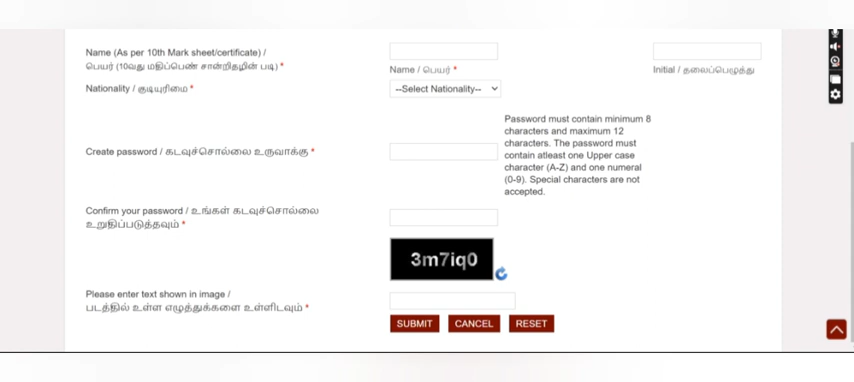 Name (As per 10th Mark sheet/certificate) /
பெயர் (10வது மதிப்பெண் சான்றிதழின் படி) *
Name / பெயர் *
Initial / தலைப்பெழுத்து
Nationality / குடியுரிமை *
--Select Nationality--
Password must contain minimum 8
characters and maximum 12
characters. The password must
contain atleast one Upper case
character (A-Z) and one numeral
(0-9). Special characters are not
accepted.
Create password / கடவுச்சொல்லை உருவாக்கு *
Confirm your password / உங்கள் கடவுச்சொல்லை
உறுதிப்படுத்தவும் *
3m7iq0
Please enter text shown in image /
படத்தில் உள்ள எழுத்துக்களை உள்ளிடவும் *
SUBMIT CANCEL RESET